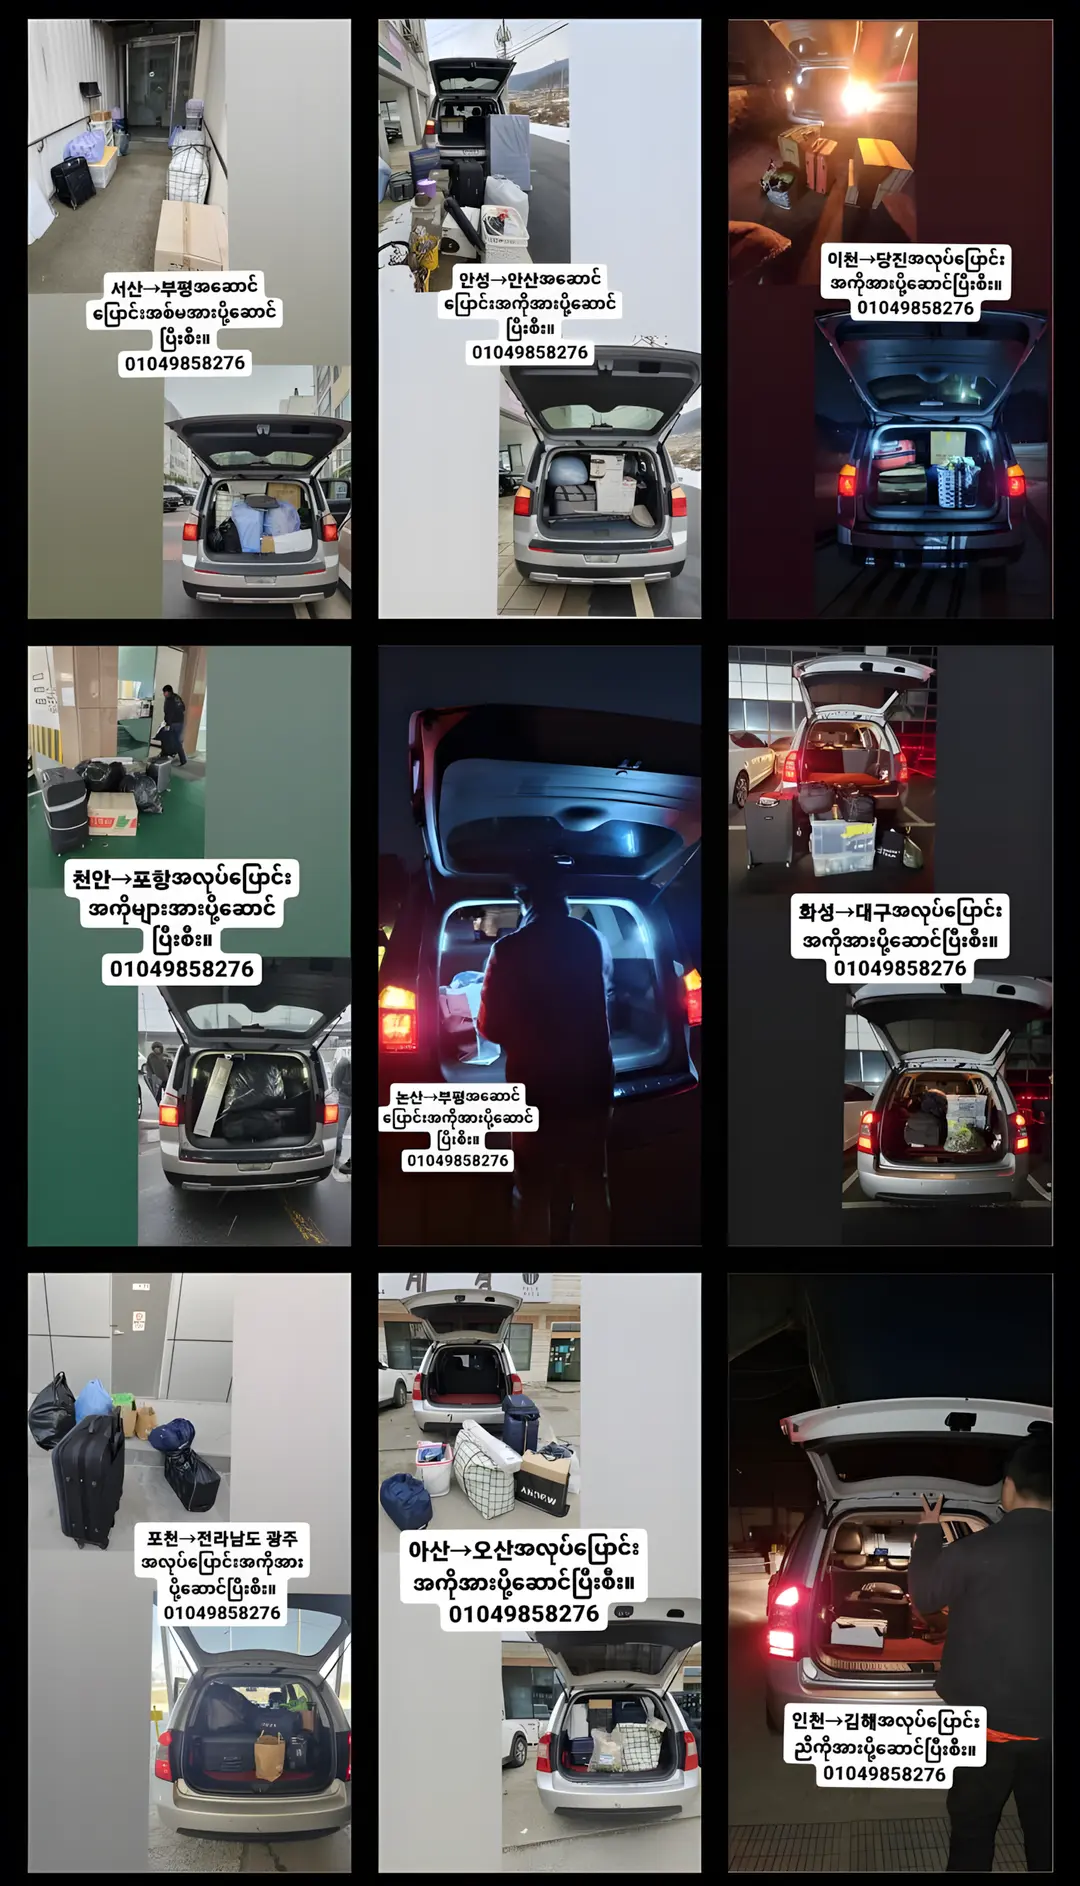 서산→부평အဆောင်
ပြောင်းအစ်မအားပို့ဆောင်
ပြီးစီး။
01049858276
안성→안산အဆောင်
ပြောင်းအကိုအားပို့ဆောင်
ပြီးစီး။
01049858276
이천→당진အလုပ်ပြောင်း
အကိုအားပို့ဆောင်ပြီးစီး။
01049858276
천안→포항အလုပ်ပြောင်း
အကိုများအားပို့ဆောင်
ပြီးစီး။
01049858276
논산→부평အဆောင်
ပြောင်းအကိုအားပို့ဆောင်
ပြီးစီး။
01049858276
화성→대구အလုပ်ပြောင်း
အကိုအားပို့ဆောင်ပြီးစီး။
01049858276
포천→전라남도 광주
အလုပ်ပြောင်းအကိုအား
ပို့ဆောင်ပြီးစီး။
01049858276
아산→오산အလုပ်ပြောင်း
အကိုအားပို့ဆောင်ပြီးစီး။
01049858276
인천→김해အလုပ်ပြောင်း
ညီကိုအားပို့ဆောင်ပြီးစီး။
01049858276